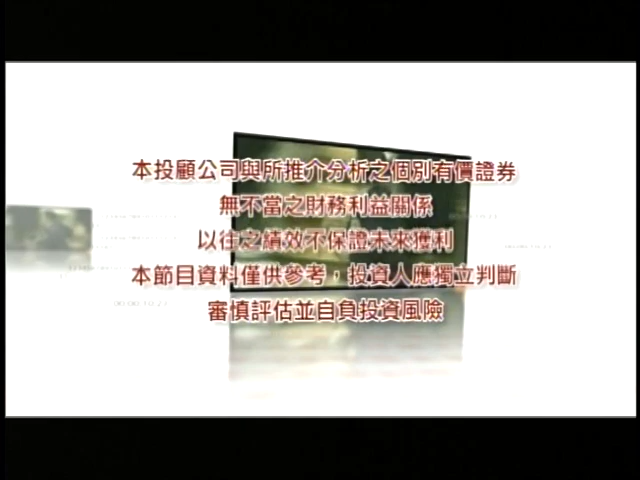 本投顧公司與所推介分析之個別有價證券
無不當之財務利益關係
以往之績效不保證未來獲利
本節目資料僅供參考，投資人應獨立判斷
審慎評估並自負投資風險